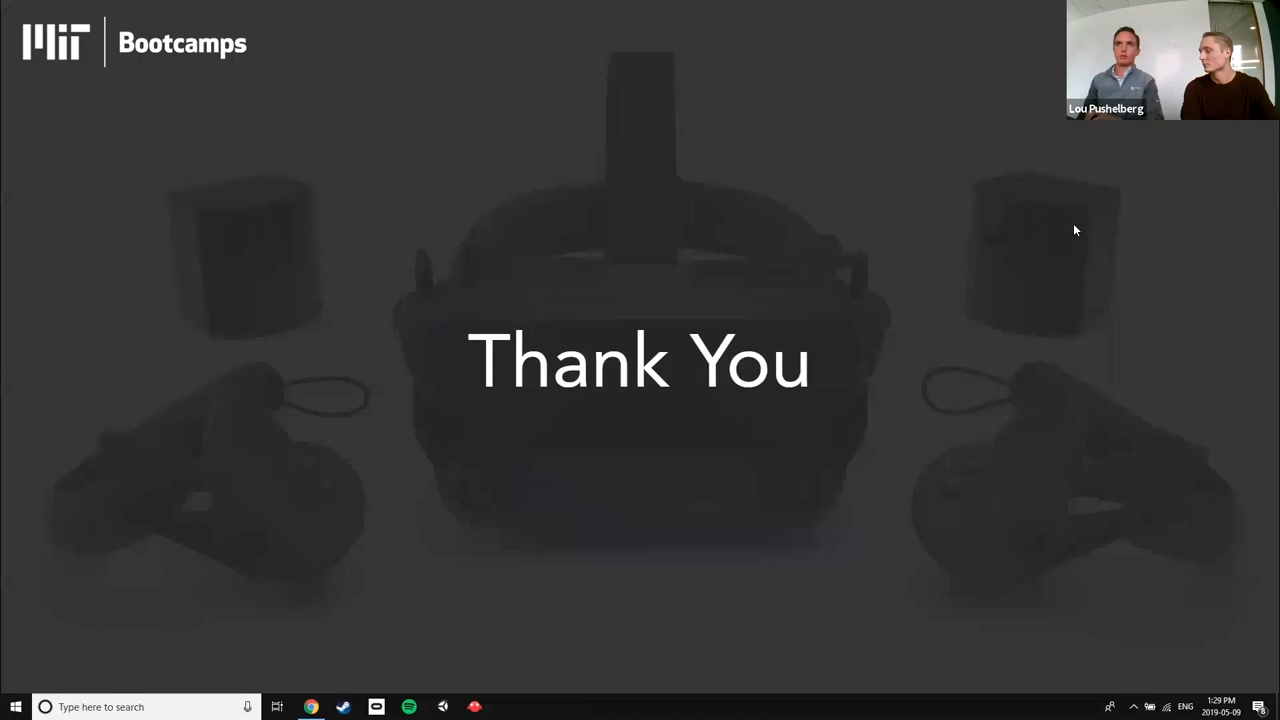 MIT Bootcamps
Lou Pushelberg
Thank You
Type here to search
ENG
1:29 PM
2019-05-09